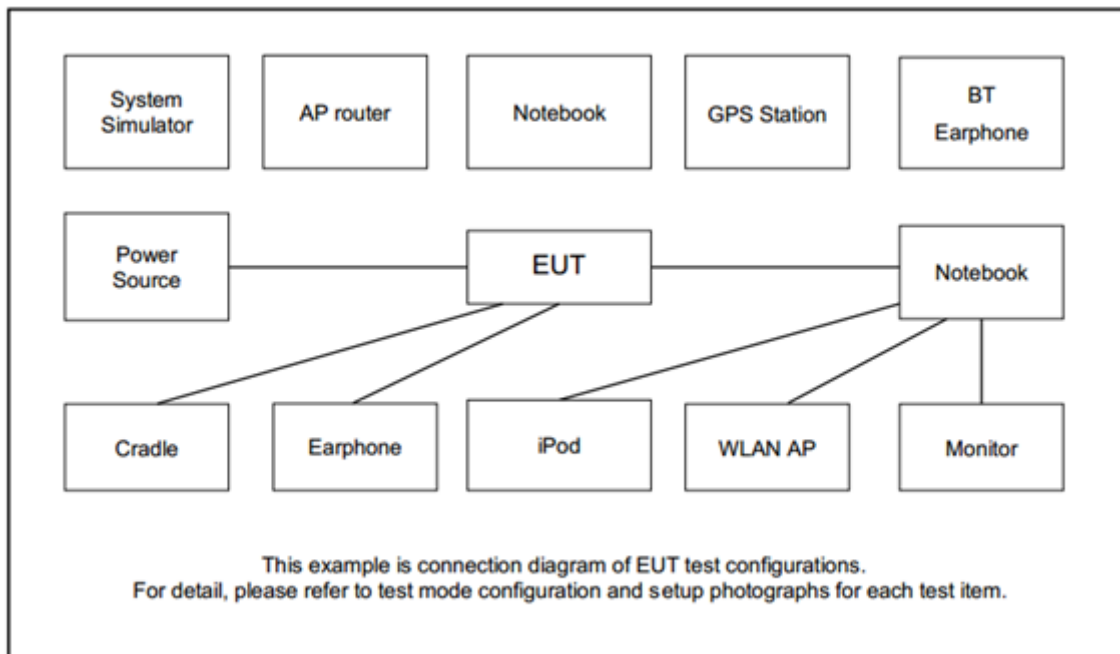 System
Simulator
AP router
Notebook
GPS Station
BT
Earphone
Power
Source
EUT
Notebook
Cradle
Earphone
iPod
WLAN AP
Monitor
This example is connection diagram of EUT test configurations.
For detail, please refer to test mode configuration and setup photographs for each test item.